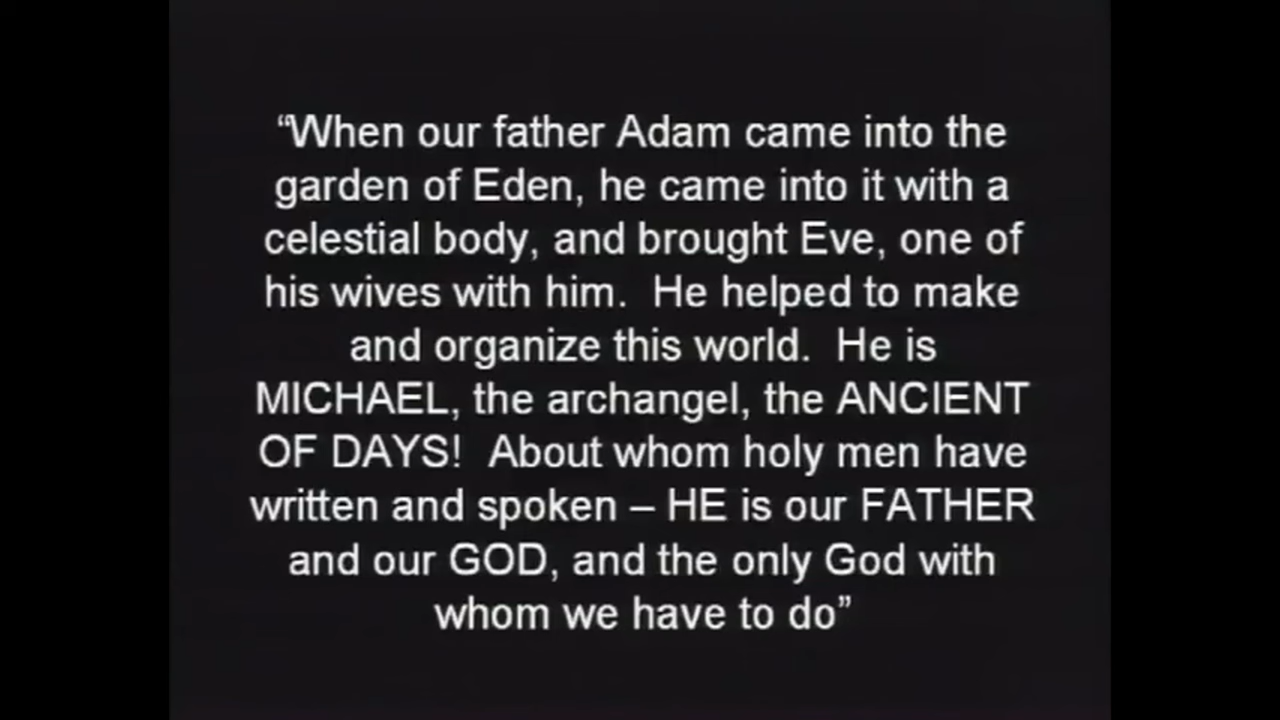 “When our father Adam came into the
garden of Eden, he came into it with a
celestial body, and brought Eve, one of
his wives with him.  He helped to make
and organize this world.  He is
MICHAEL, the archangel, the ANCIENT
OF DAYS!  About whom holy men have
written and spoken – HE is our FATHER
and our GOD, and the only God with
whom we have to do”